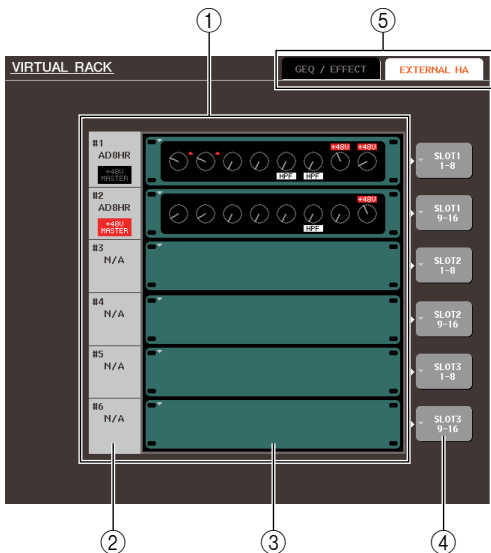 ① ⑤
VIRTUAL RACK GEQ / EFFECT EXTERNAL HA
#1
AD8HR
+48V
MASTER
+48V +48V
HPF HPF
SLOT1
1-8
#2
AD8HR
+48V
MASTER
+48V
HPF
SLOT1
9-16
#3
N/A
SLOT2
1-8
#4
N/A
SLOT2
9-16
#5
N/A
SLOT3
1-8
#6
N/A
SLOT3
9-16
② ③ ④